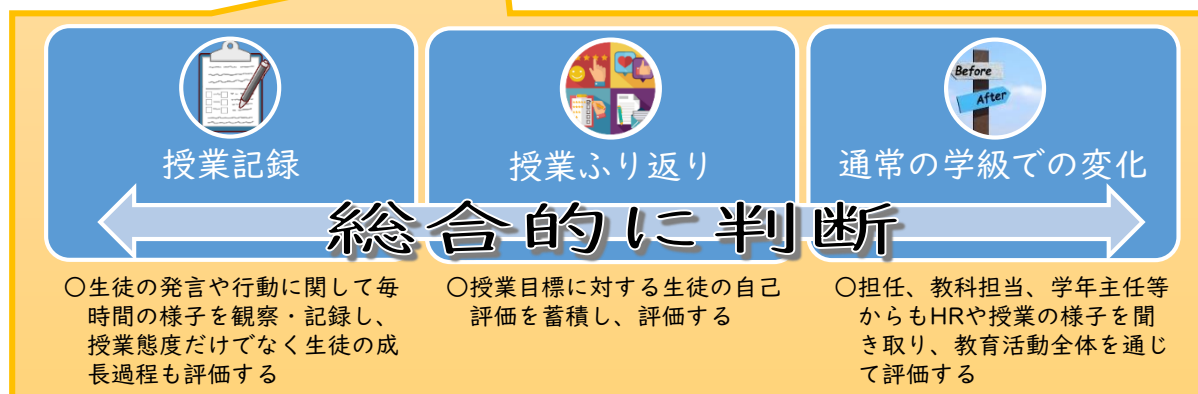 Before
After
授業記録
授業ふり返り
通常の学級での変化
総合的に判断
○生徒の発言や行動に関して毎
時間の様子を観察・記録し、
授業態度だけでなく生徒の成
長過程も評価する
○授業目標に対する生徒の自己
評価を蓄積し、評価する
○担任、教科担当、学年主任等
からもHRや授業の様子を聞
き取り、教育活動全体を通じ
て評価する